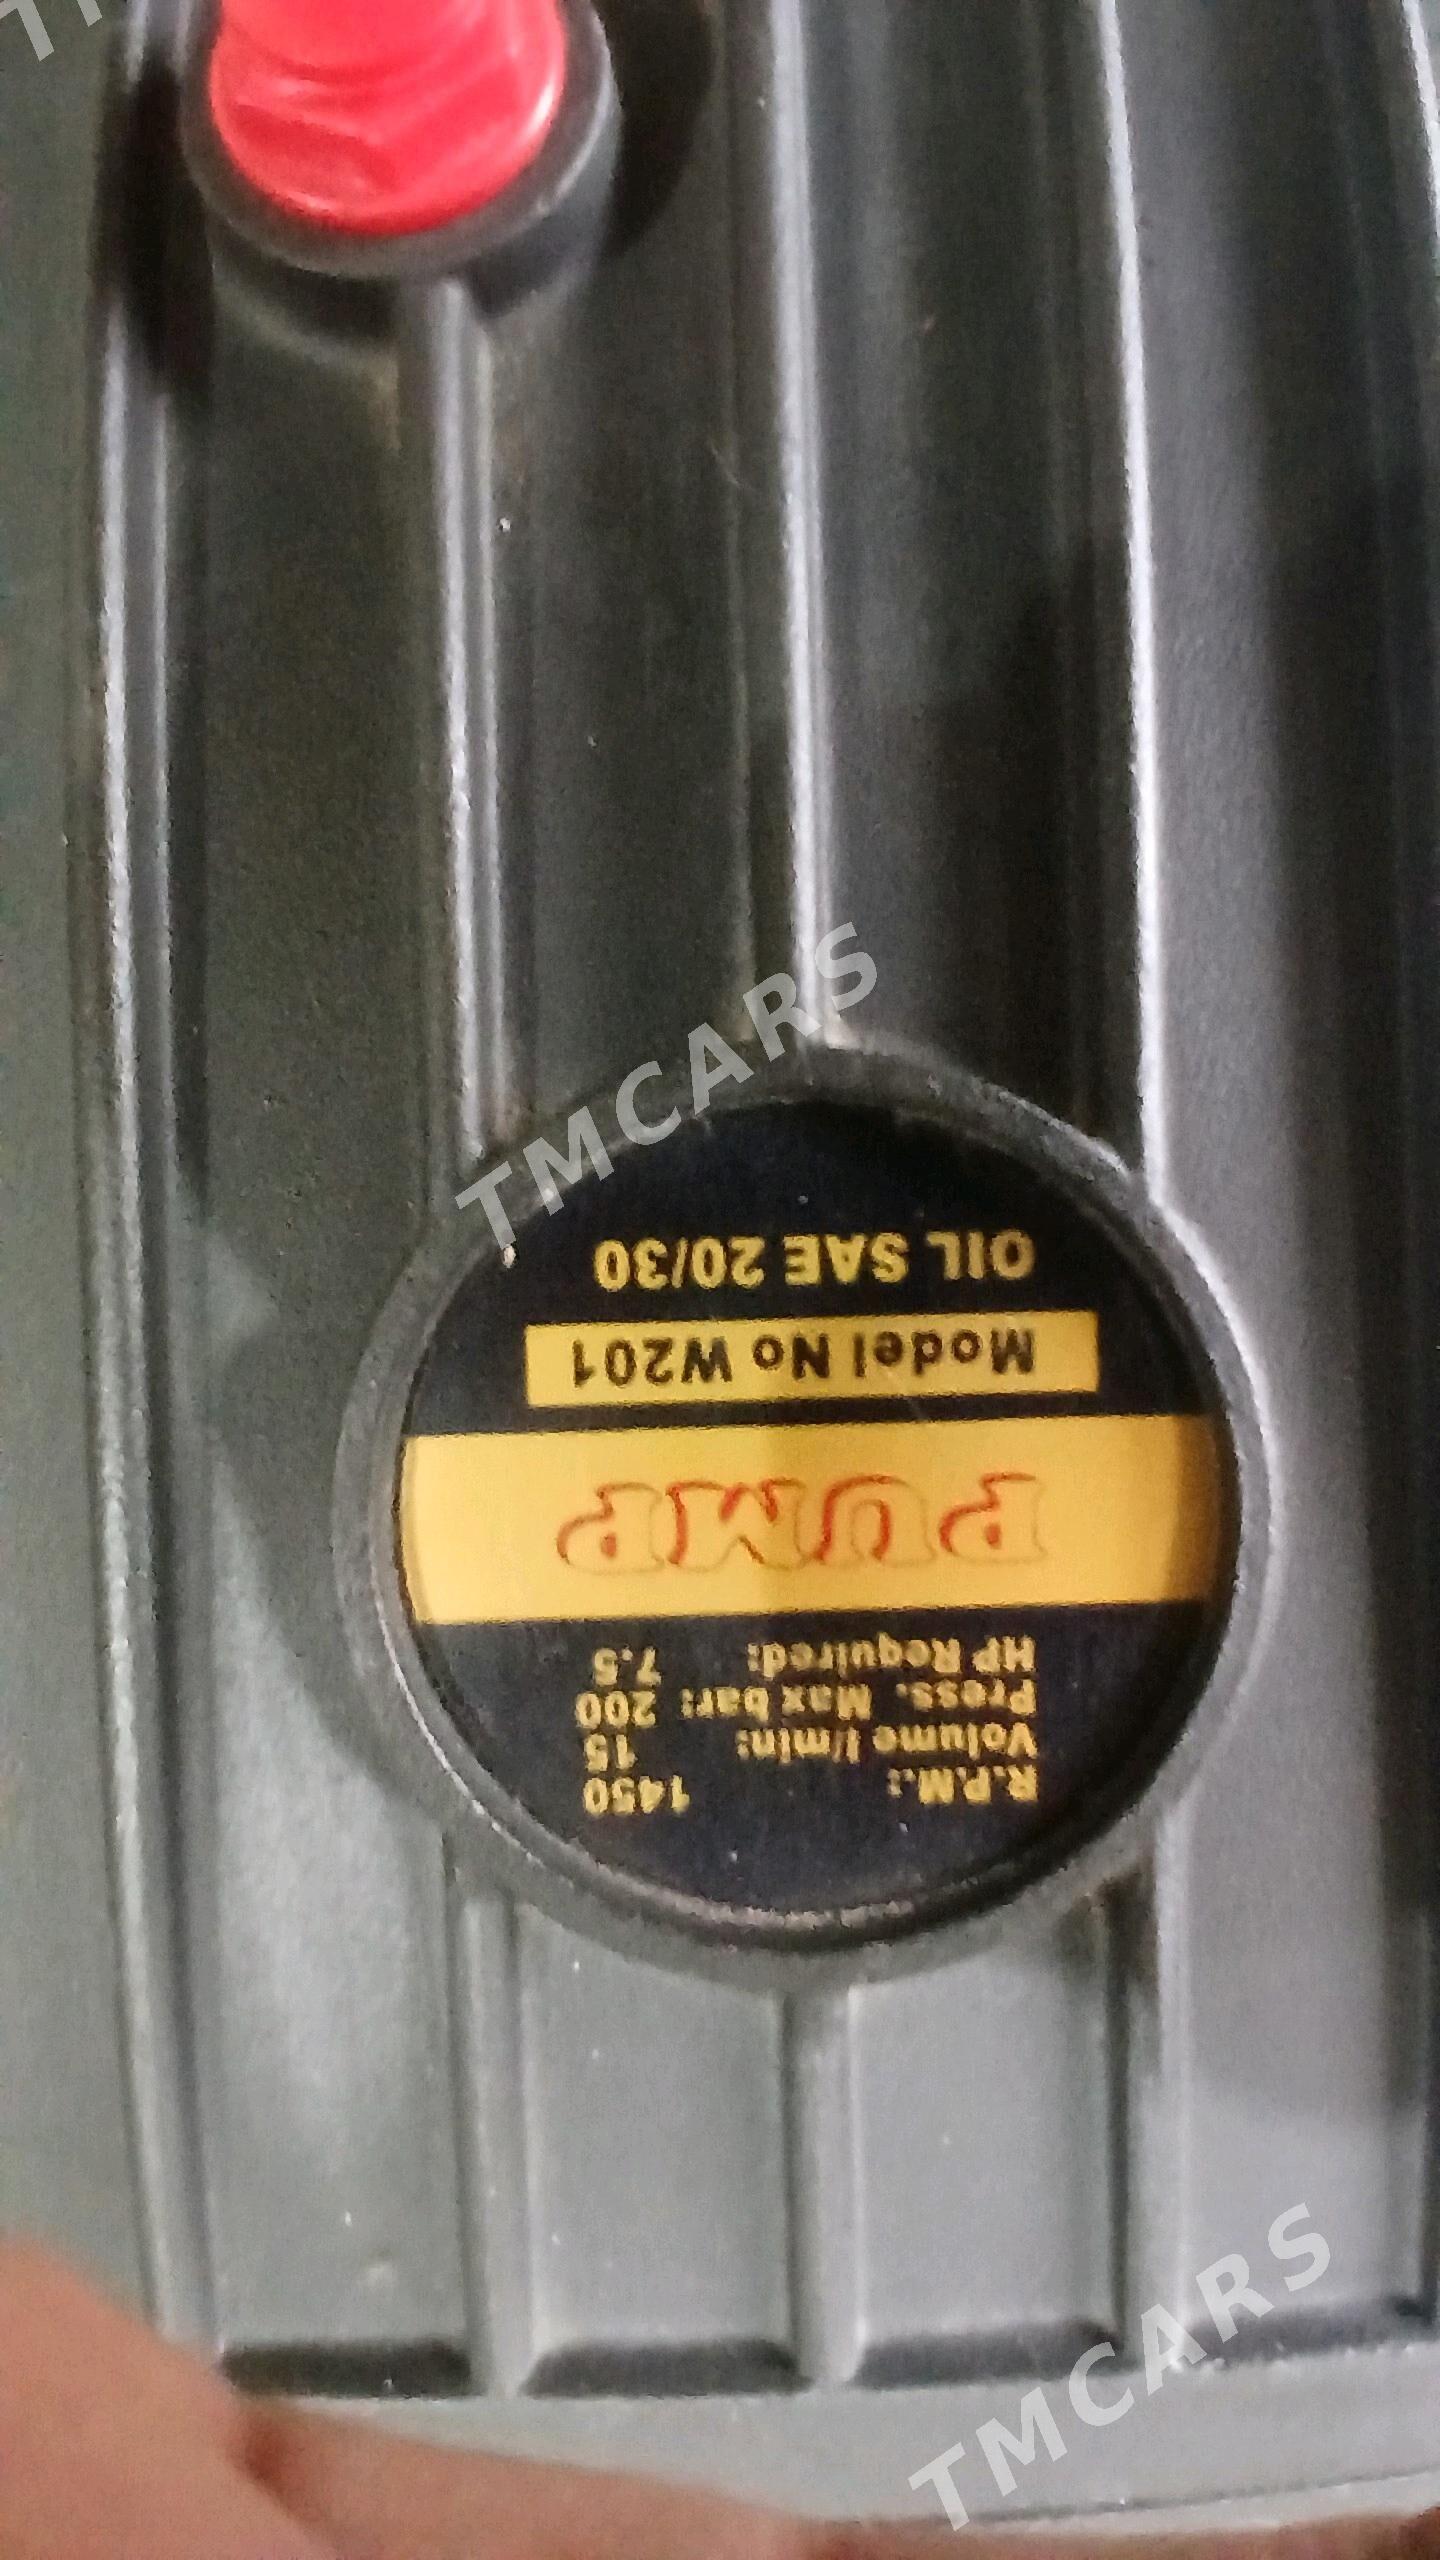 R.P.M.: 1450
Volume l/min: 15
Press. Max bar: 200
HP Required: 7.5
PUMP
Model No W201
OIL SAE 20/30
TMCARS
TMCARS